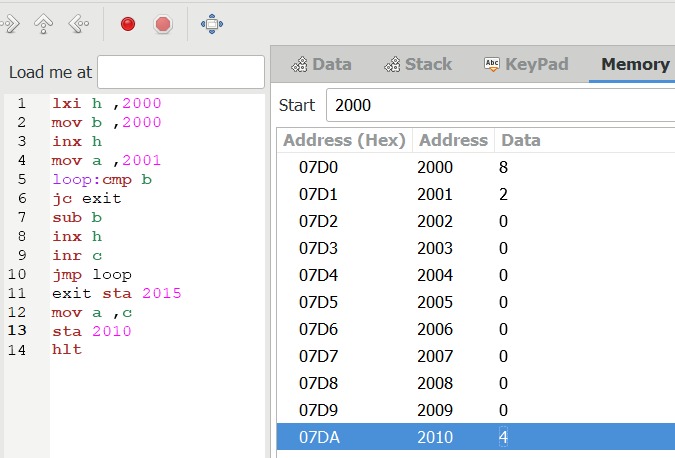 Load me at
1 lxi h ,2000
2 mov b ,2000
3 inx h
4 mov a ,2001
5 loop:cmp b
6 jc exit
7 sub b
8 inx h
9 inr c
10 jmp loop
11 exit sta 2015
12 mov a ,c
13 sta 2010
14 hlt
Data Stack Abc KeyPad Memory
Start 2000
Address (Hex) Address Data
07D0 2000 8
07D1 2001 2
07D2 2002 0
07D3 2003 0
07D4 2004 0
07D5 2005 0
07D6 2006 0
07D7 2007 0
07D8 2008 0
07D9 2009 0
07DA 2010 4